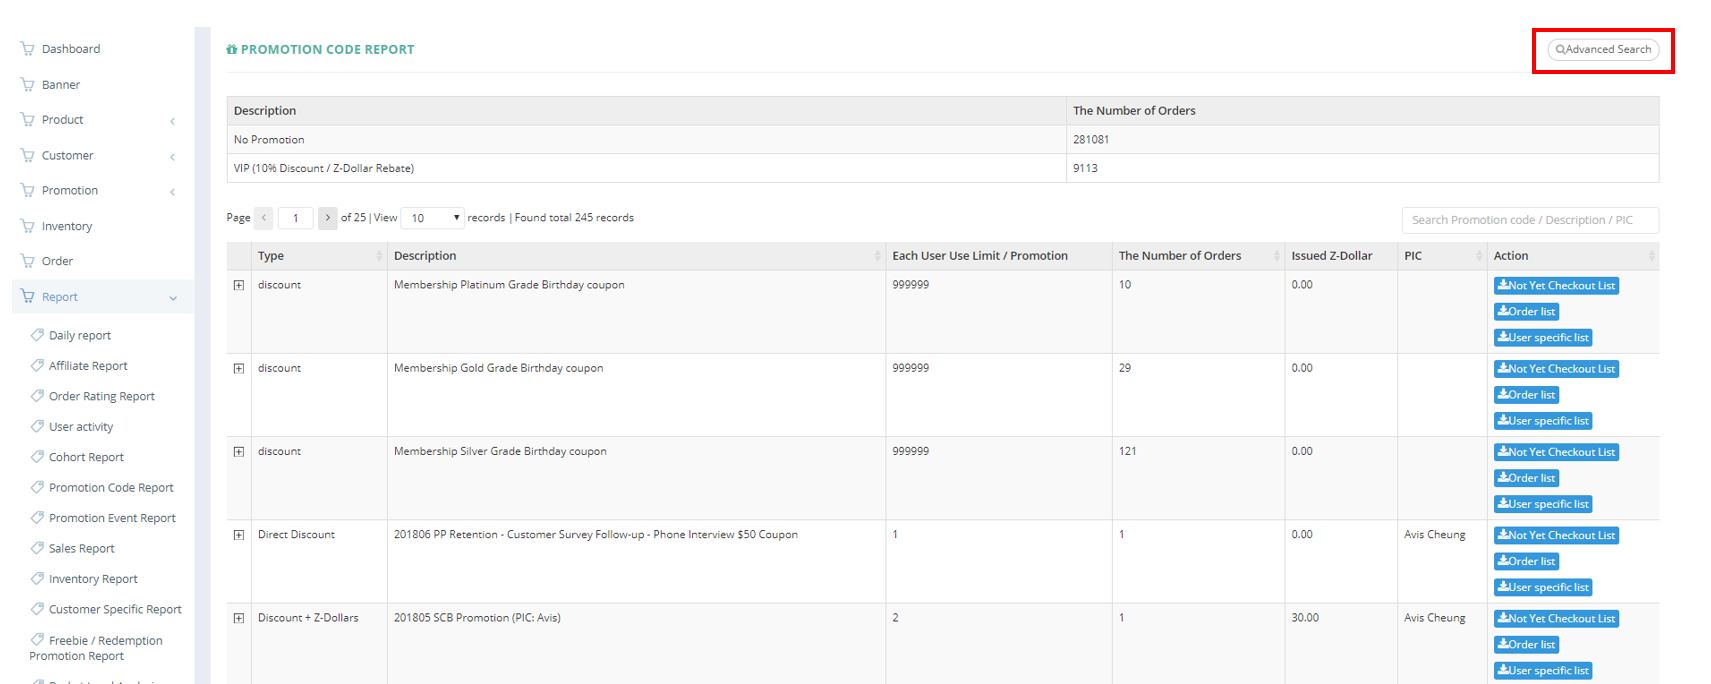 Dashboard
Banner
Product
Customer
Promotion
Inventory
Order
Report
Daily report
Affiliate Report
Order Rating Report
User activity
Cohort Report
Promotion Code Report
Promotion Event Report
Sales Report
Inventory Report
Customer Specific Report
Freebie / Redemption
Promotion Report
PROMOTION CODE REPORT
Advanced Search
Description The Number of Orders
No Promotion 281081
VIP (10% Discount / Z-Dollar Rebate) 9113
Page < 1 > of 25 | View 10 records | Found total 245 records
Search Promotion code / Description / PIC
Type Description Each User Use Limit / Promotion The Number of Orders Issued Z-Dollar PIC Action
discount Membership Platinum Grade Birthday coupon 999999 10 0.00 Not Yet Checkout List
Order list
User specific list
discount Membership Gold Grade Birthday coupon 999999 29 0.00 Not Yet Checkout List
Order list
User specific list
discount Membership Silver Grade Birthday coupon 999999 121 0.00 Not Yet Checkout List
Order list
User specific list
Direct Discount 201806 PP Retention - Customer Survey Follow-up - Phone Interview $50 Coupon 1 1 0.00 Avis Cheung Not Yet Checkout List
Order list
User specific list
Discount + Z-Dollars 201805 SCB Promotion (PIC: Avis) 2 1 30.00 Avis Cheung Not Yet Checkout List
Order list
User specific list